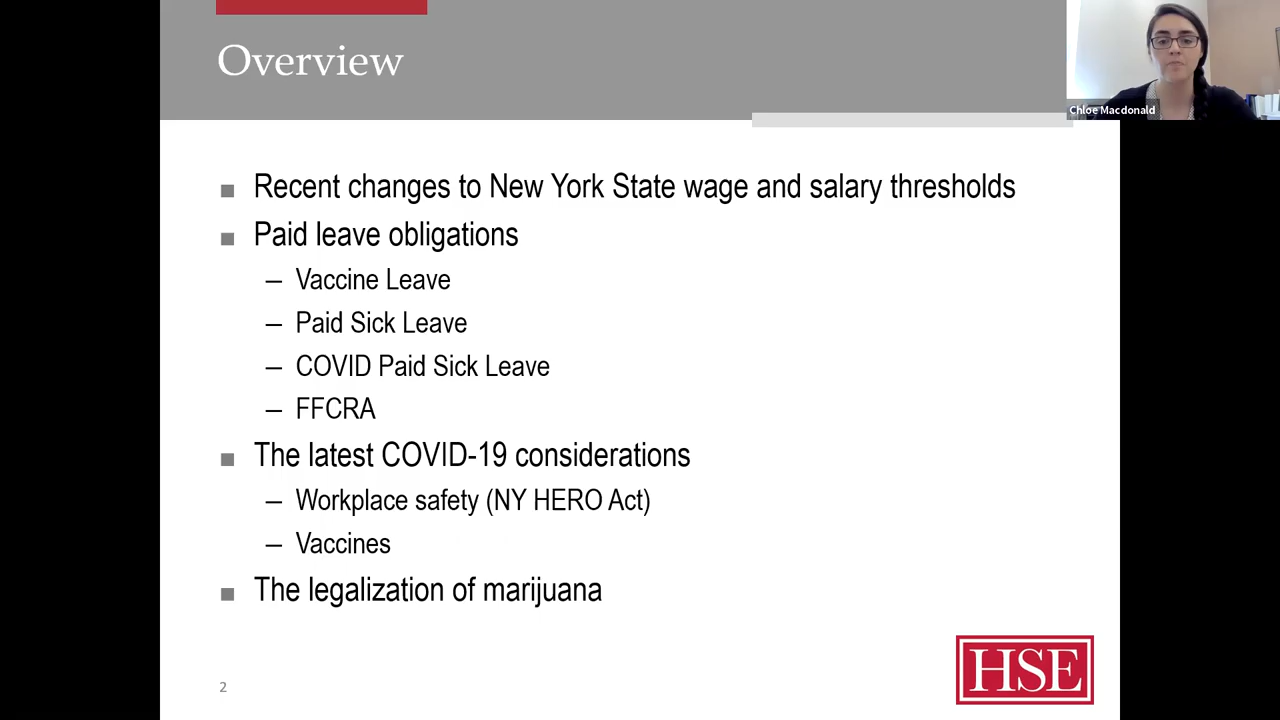 Overview
Chloe Macdonald
■ Recent changes to New York State wage and salary thresholds
■ Paid leave obligations
– Vaccine Leave
– Paid Sick Leave
– COVID Paid Sick Leave
– FFCRA
■ The latest COVID-19 considerations
– Workplace safety (NY HERO Act)
– Vaccines
■ The legalization of marijuana
2
HSE